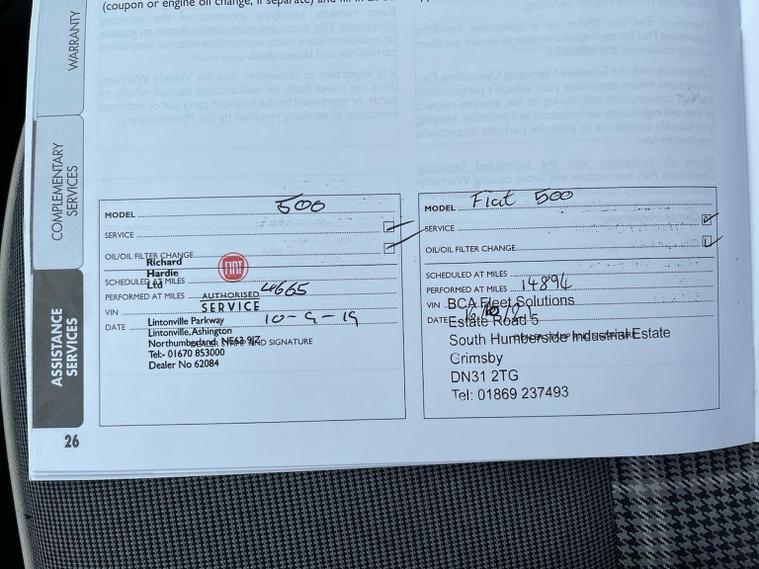 (coupon or engine oil change, if separate) and fill in all
WARRANTY
COMPLEMENTARY
SERVICES
ASSISTANCE
SERVICES
26
MODEL 500
SERVICE
OIL/OIL FILTER CHANGE
Richard
Hardie
Ltd
FIAT
SCHEDULED AT MILES
PERFORMED AT MILES 4665
AUTHORISED
SERVICE
VIN
DATE 10-9-19
Lintonville Parkway
Lintonville, Ashington
Northumberland NE63 9JZ
DEALER STAMP AND SIGNATURE
Tel:- 01670 853000
Dealer No 62084
MODEL Fiat 500
SERVICE
OIL/OIL FILTER CHANGE
SCHEDULED AT MILES
PERFORMED AT MILES 14894
VIN
BCA Fleet Solutions
DATE
Estate Road 5
South Humberside Industrial Estate
Grimsby
DN31 2TG
Tel: 01869 237493